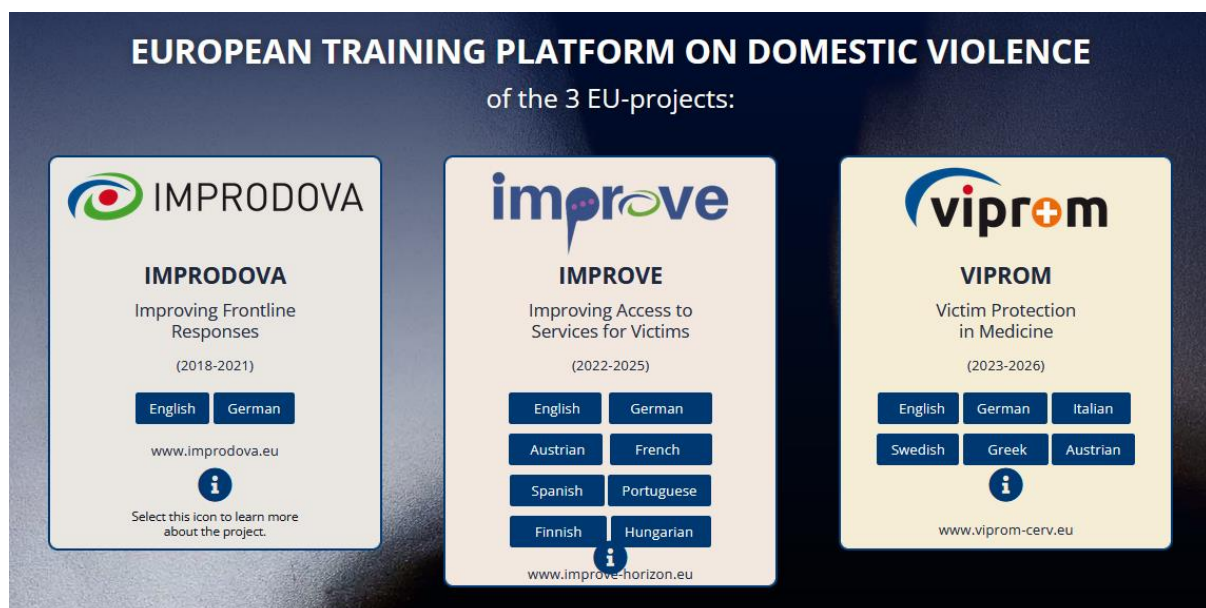 EUROPEAN TRAINING PLATFORM ON DOMESTIC VIOLENCE
of the 3 EU-projects:
IMPRODOVA
IMPRODOVA
Improving Frontline
Responses
(2018-2021)
English German
www.improdova.eu
i
Select this icon to learn more
about the project.
improve
IMPROVE
Improving Access to
Services for Victims
(2022-2025)
English German
Austrian French
Spanish Portuguese
Finnish Hungarian
i
www.improve-horizon.eu
viprom
VIPROM
Victim Protection
in Medicine
(2023-2026)
English German Italian
Swedish Greek Austrian
i
www.viprom-cerv.eu